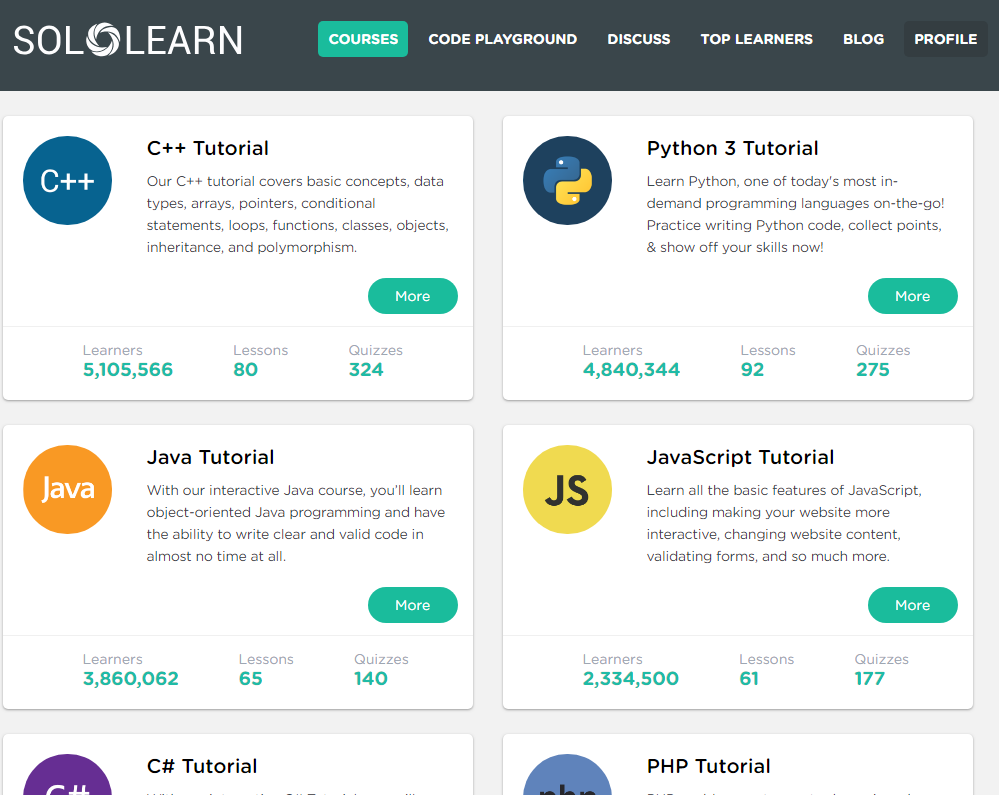 SOLOLEARN
COURSES
CODE PLAYGROUND
DISCUSS
TOP LEARNERS
BLOG
PROFILE
C++
C++ Tutorial
Our C++ tutorial covers basic concepts, data
types, arrays, pointers, conditional
statements, loops, functions, classes, objects,
inheritance, and polymorphism.
More
Learners
Lessons
Quizzes
5,105,566
80
324
Python 3 Tutorial
Learn Python, one of today's most in-
demand programming languages on-the-go!
Practice writing Python code, collect points,
& show off your skills now!
More
Learners
Lessons
Quizzes
4,840,344
92
275
Java
Java Tutorial
With our interactive Java course, you'll learn
object-oriented Java programming and have
the ability to write clear and valid code in
almost no time at all.
More
Learners
Lessons
Quizzes
3,860,062
65
140
JS
JavaScript Tutorial
Learn all the basic features of JavaScript,
including making your website more
interactive, changing website content,
validating forms, and so much more.
More
Learners
Lessons
Quizzes
2,334,500
61
177
C#
C# Tutorial
php
PHP Tutorial